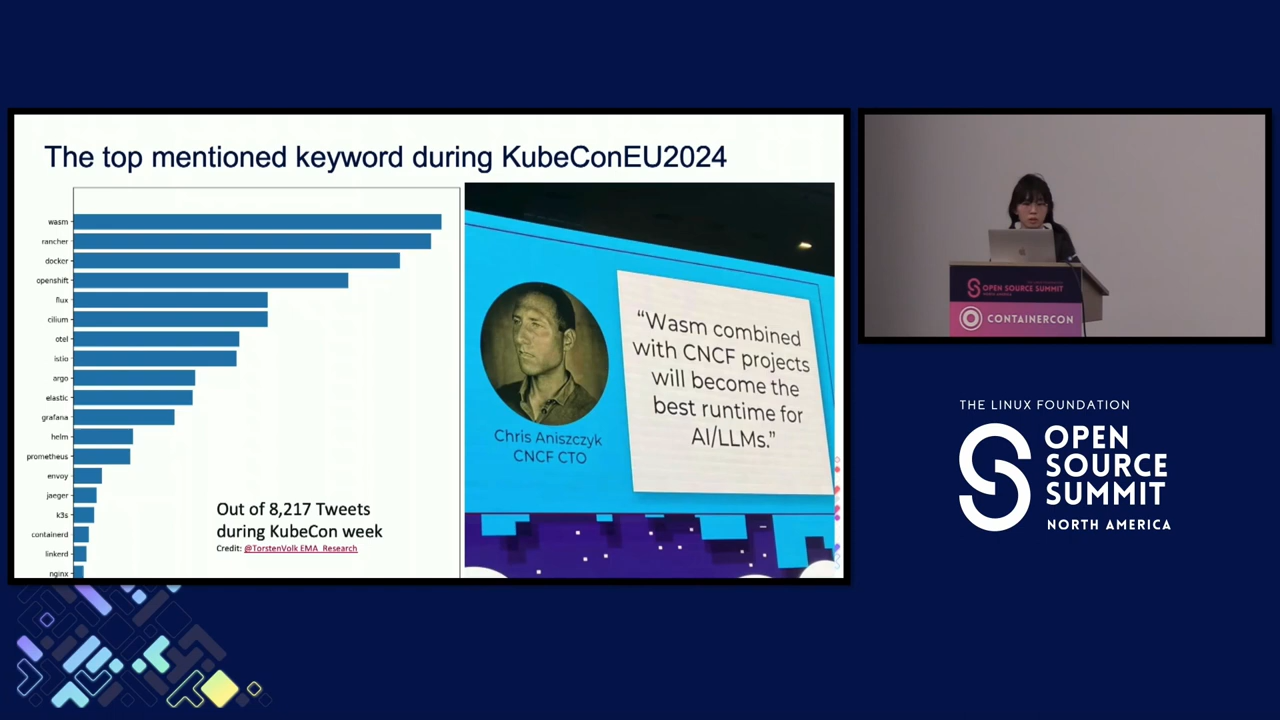 The top mentioned keyword during KubeConEU2024
wasm
rancher
docker
openshift
flux
cilium
otel
istio
argo
elastic
grafana
helm
prometheus
envoy
jaeger
k3s
containerd
linkerd
nginx
Out of 8,217 Tweets
during KubeCon week
Credit: @TorstenVolk EMA_Research
“Wasm combined
with CNCF projects
will become the
best runtime for
AI/LLMs.”
Chris Aniszczyk
CNCF CTO
OPEN SOURCE SUMMIT
NORTH AMERICA
CONTAINERCON
THE LINUX FOUNDATION
OPEN
SOURCE
SUMMIT
NORTH AMERICA